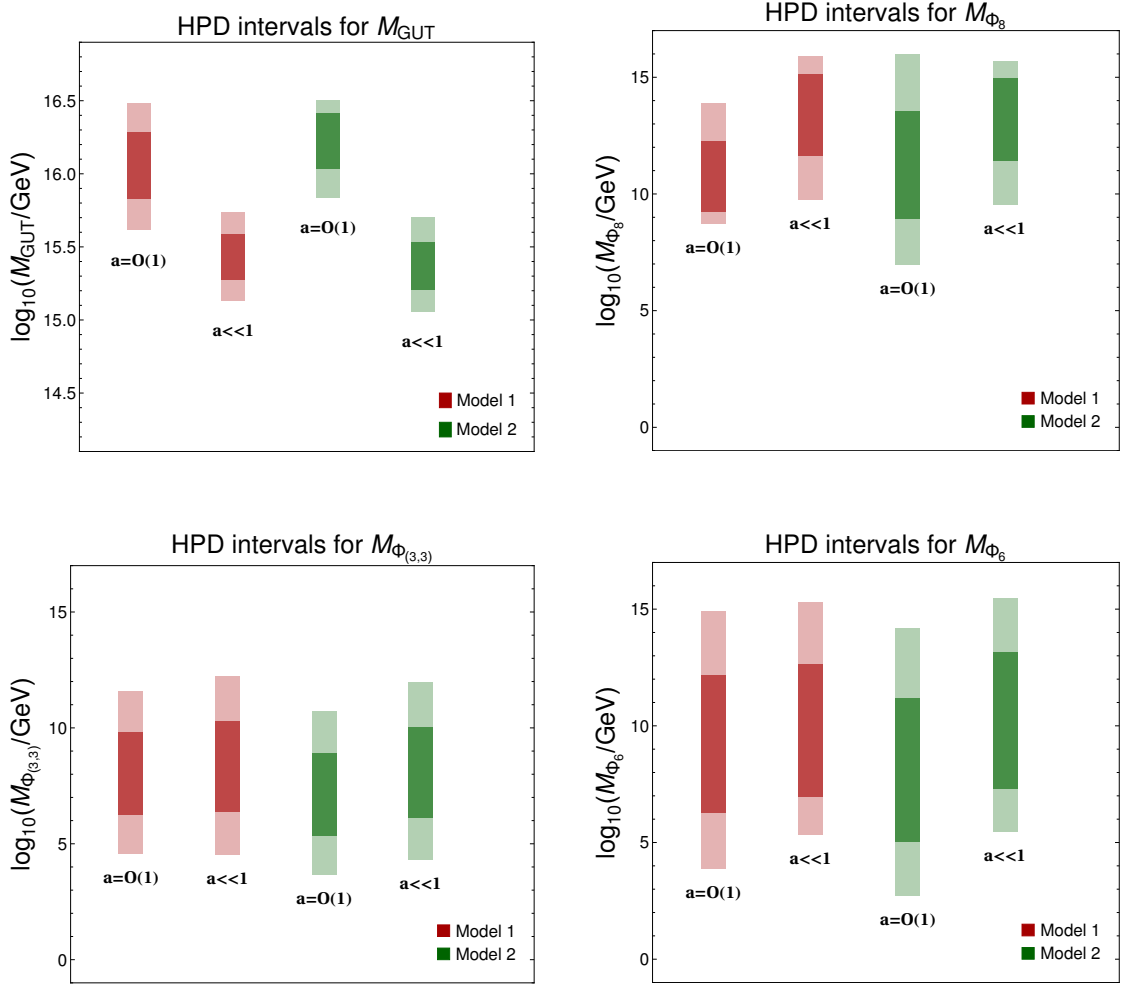 HPD intervals for M_GUT
log₁₀(M_GUT/GeV)
16.5
16.0
15.5
15.0
14.5
a=O(1)
a<<1
a=O(1)
a<<1
Model 1
Model 2
HPD intervals for M_Φ₈
log₁₀(M_Φ₈/GeV)
15
10
5
0
a=O(1)
a<<1
a=O(1)
a<<1
Model 1
Model 2
HPD intervals for M_Φ₍₃,₃₎
log₁₀(M_Φ₍₃,₃₎/GeV)
15
10
5
0
a=O(1)
a<<1
a=O(1)
a<<1
Model 1
Model 2
HPD intervals for M_Φ₆
log₁₀(M_Φ₆/GeV)
15
10
5
0
a=O(1)
a<<1
a=O(1)
a<<1
Model 1
Model 2